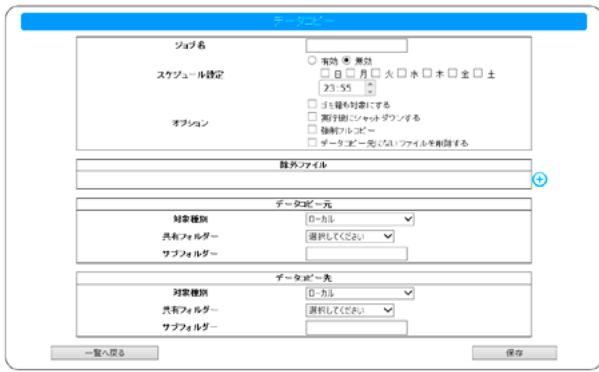 データコピー
ジョブ名
スケジュール設定
有効 無効
日 月 火 水 木 金 土
23:55
オプション
ゴミ箱も対象にする
実行後にシャットダウンする
強制フルコピー
データコピー先にないファイルを削除する
除外ファイル
データコピー元
対象種別 ローカル
共有フォルダー 選択してください
サブフォルダー
データコピー先
対象種別 ローカル
共有フォルダー 選択してください
サブフォルダー
一覧へ戻る 保存